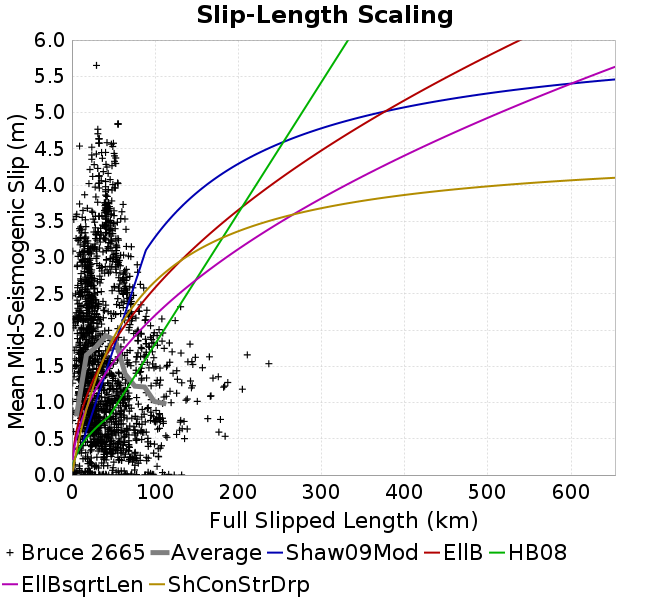 Slip-Length Scaling
Mean Mid-Seismogenic Slip (m)
6.0
5.5
5.0
4.5
4.0
3.5
3.0
2.5
2.0
1.5
1.0
0.5
0.0
0 100 200 300 400 500 600
Full Slipped Length (km)
Bruce 2665 Average Shaw09Mod EllB HB08
EllBsqrtLen ShConStrDrp